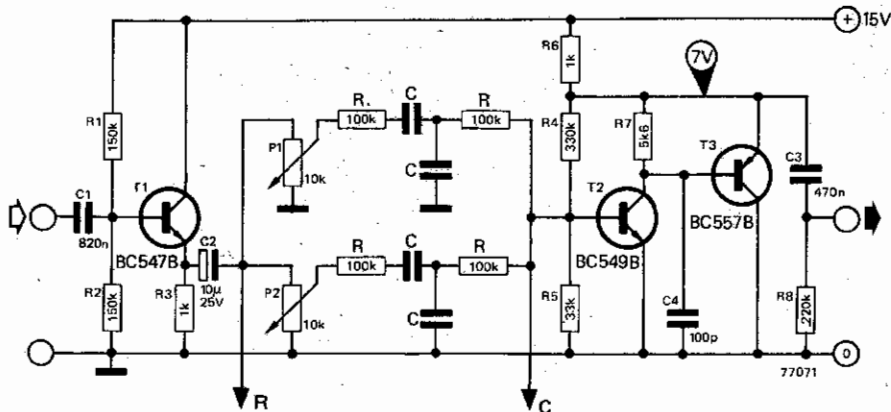 + 15V
R6
1k
7V
R1
150k
R.
100k
C
R
100k
R4
330k
R7
5k6
T3
P1
10k
C
C1
820n
T1
BC547B
T2
BC549B
BC557B
C3
470n
C2
10µ
25V
R
100k
C
R
100k
R2
150k
R3
1k
P2
10k
C
R5
33k
C4
100p
R8
220k
77071
0
R
C